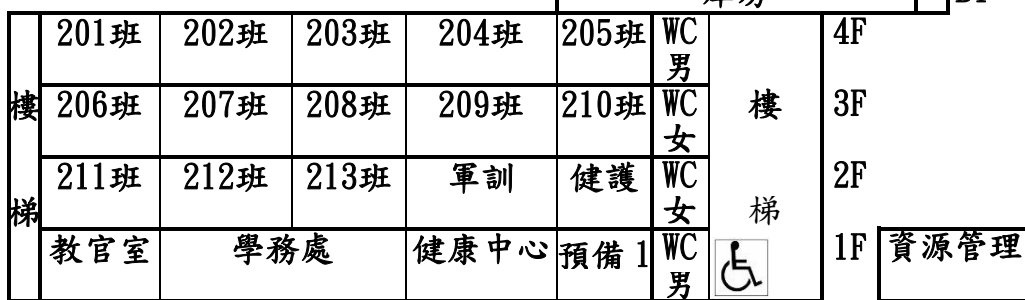 201班 202班 203班 204班 205班 WC男 4F
樓 206班 207班 208班 209班 210班 WC女 樓 3F
梯 211班 212班 213班 軍訓 健護 WC女 梯 2F
教官室 學務處 健康中心 預備1 WC男 1F 資源管理